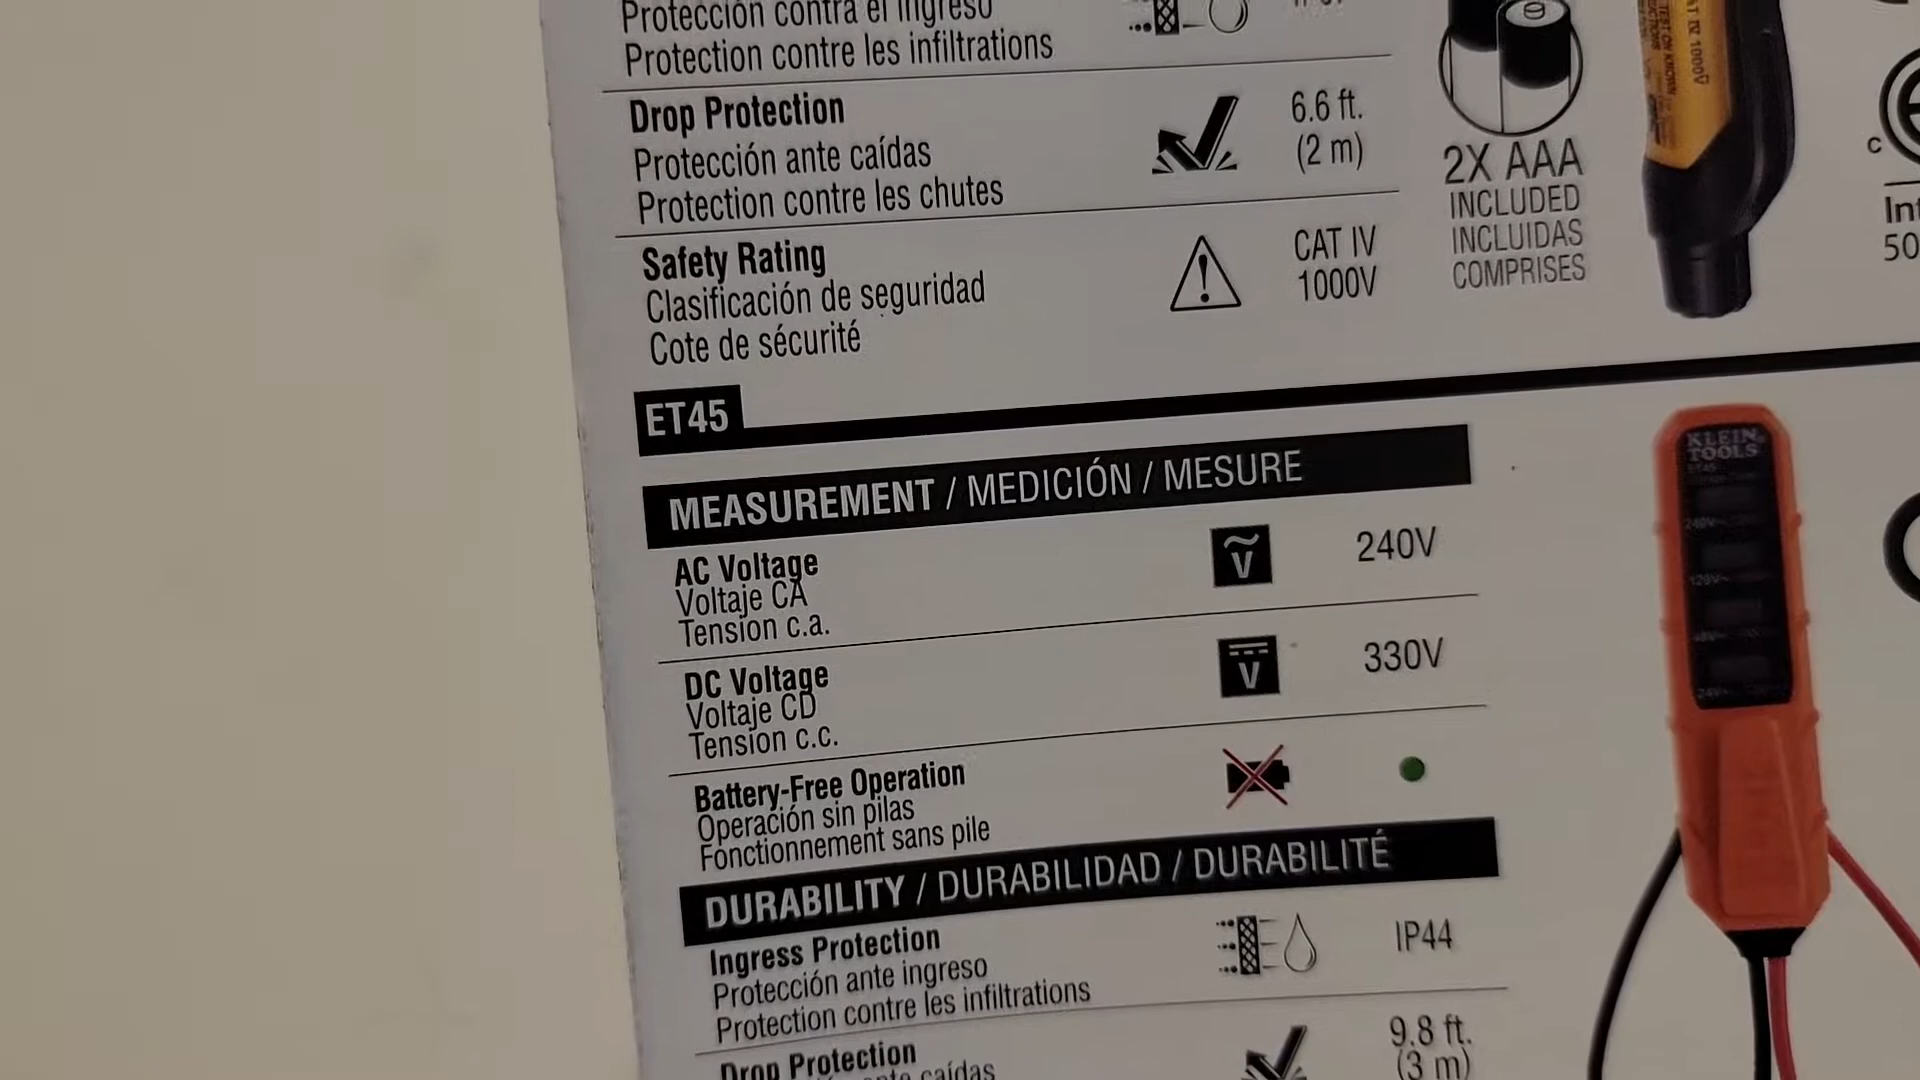 Protección contra el ingreso
Protection contre les infiltrations
Drop Protection
Protección ante caídas
Protection contre les chutes
6.6 ft.
(2 m)
Safety Rating
Clasificación de seguridad
Cote de sécurité
CAT IV
1000V
2X AAA
INCLUDED
INCLUIDAS
COMPRISES
1000V
C
ET45
MEASUREMENT / MEDICIÓN / MESURE
AC Voltage
Voltaje CA
Tension c.a.
V
240V
DC Voltage
Voltaje CD
Tension c.c.
V
330V
Battery-Free Operation
Operación sin pilas
Fonctionnement sans pile
DURABILITY / DURABILIDAD / DURABILITÉ
Ingress Protection
Protección ante ingreso
Protection contre les infiltrations
IP44
Drop Protection
caídas
9.8 ft.
(3 m)
KLEIN
TOOLS
50